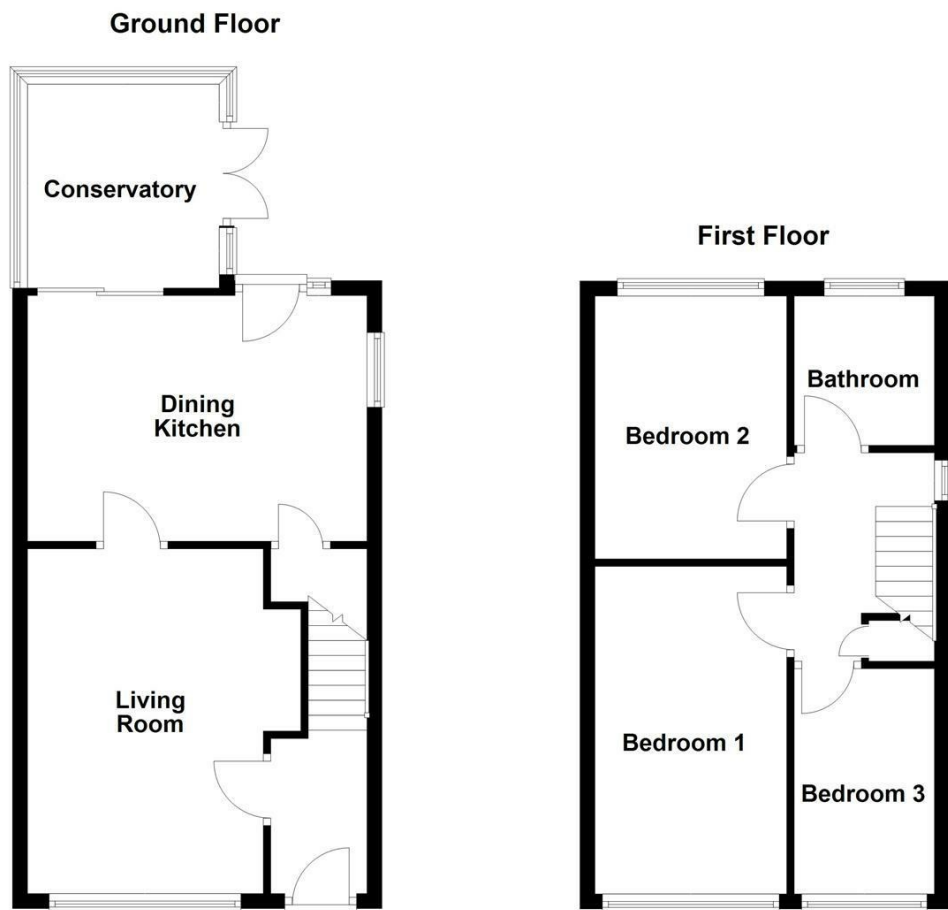 Ground Floor
Conservatory
Dining
Kitchen
Living
Room
First Floor
Bathroom
Bedroom 2
Bedroom 1
Bedroom 3